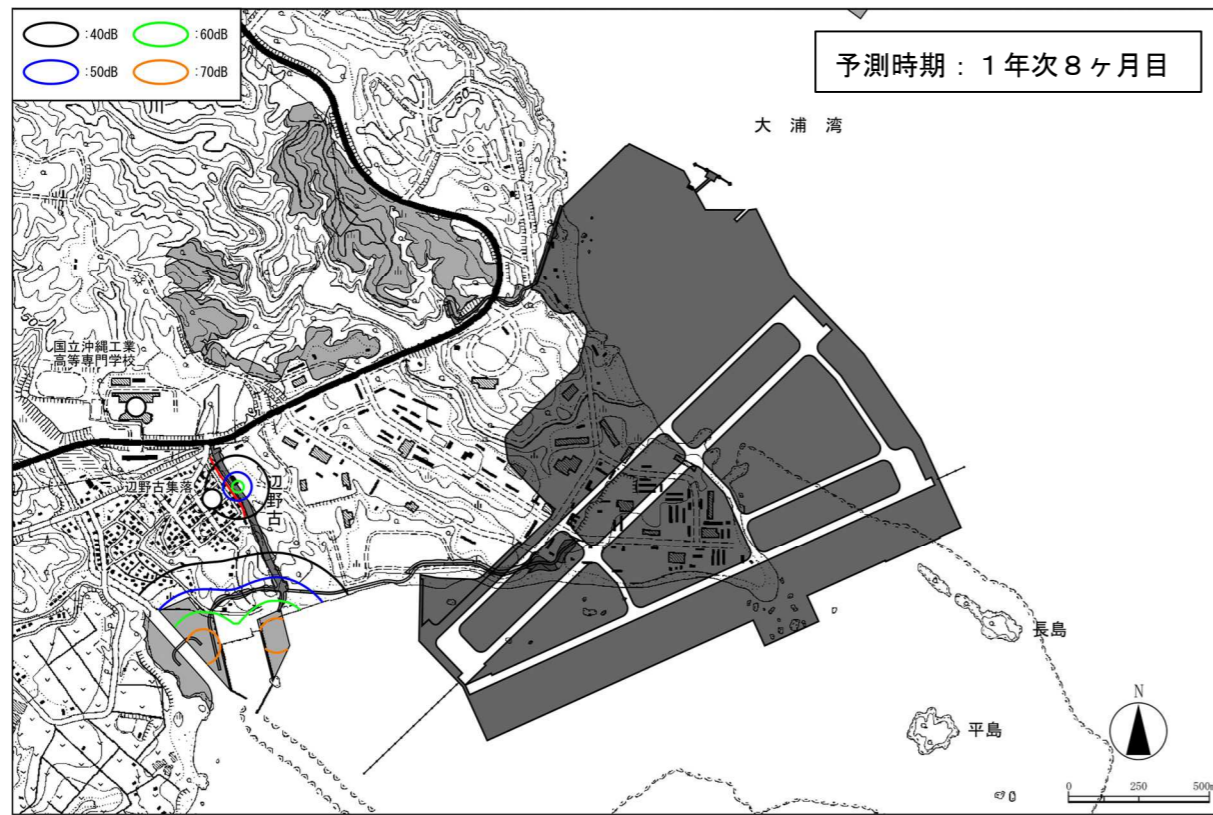 :40dB
:60dB
:50dB
:70dB
予測時期：１年次８ヶ月目
大浦湾
50
50
国立沖縄工業
高等専門学校
辺野古集落
辺野古
長島
平島
N
0 250 500m